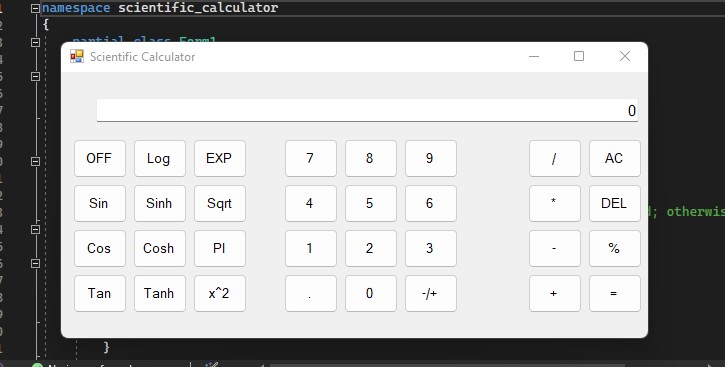 namespace scientific_calculator
{
partial class Form1
Scientific Calculator
0
OFF Log EXP 7 8 9 / AC
Sin Sinh Sqrt 4 5 6 * DEL
d; otherwis
Cos Cosh PI 1 2 3 - %
Tan Tanh x^2 . 0 -/+ + =
}